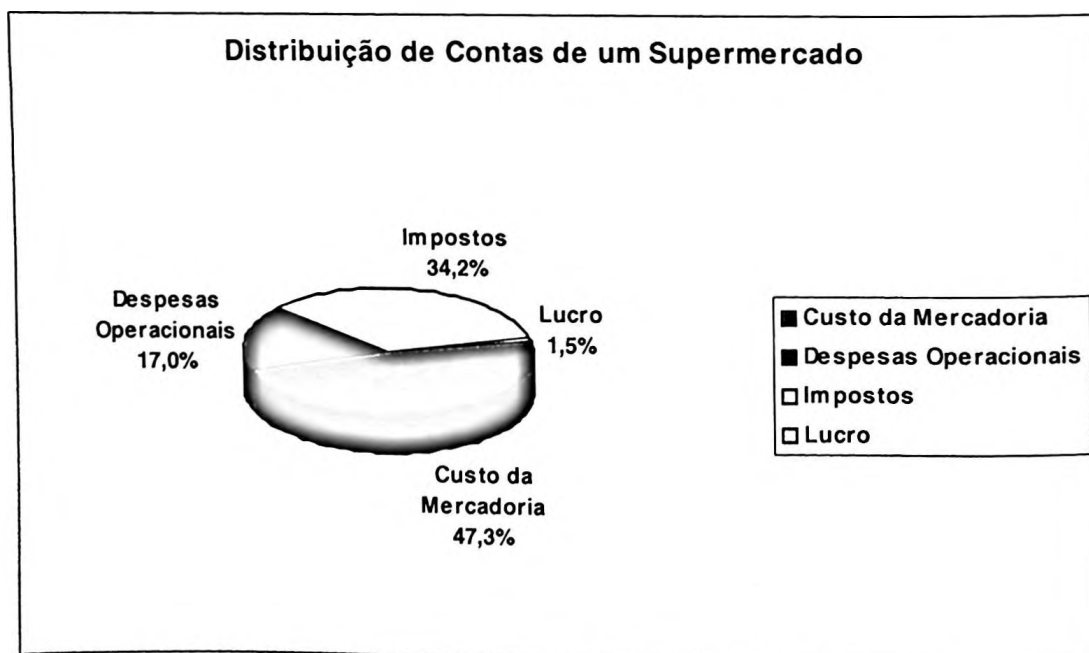 Distribuição de Contas de um Supermercado
Impostos
34,2%
Despesas
Operacionais
17,0%
Lucro
1,5%
Custo da
Mercadoria
47,3%
Custo da Mercadoria
Despesas Operacionais
Impostos
Lucro